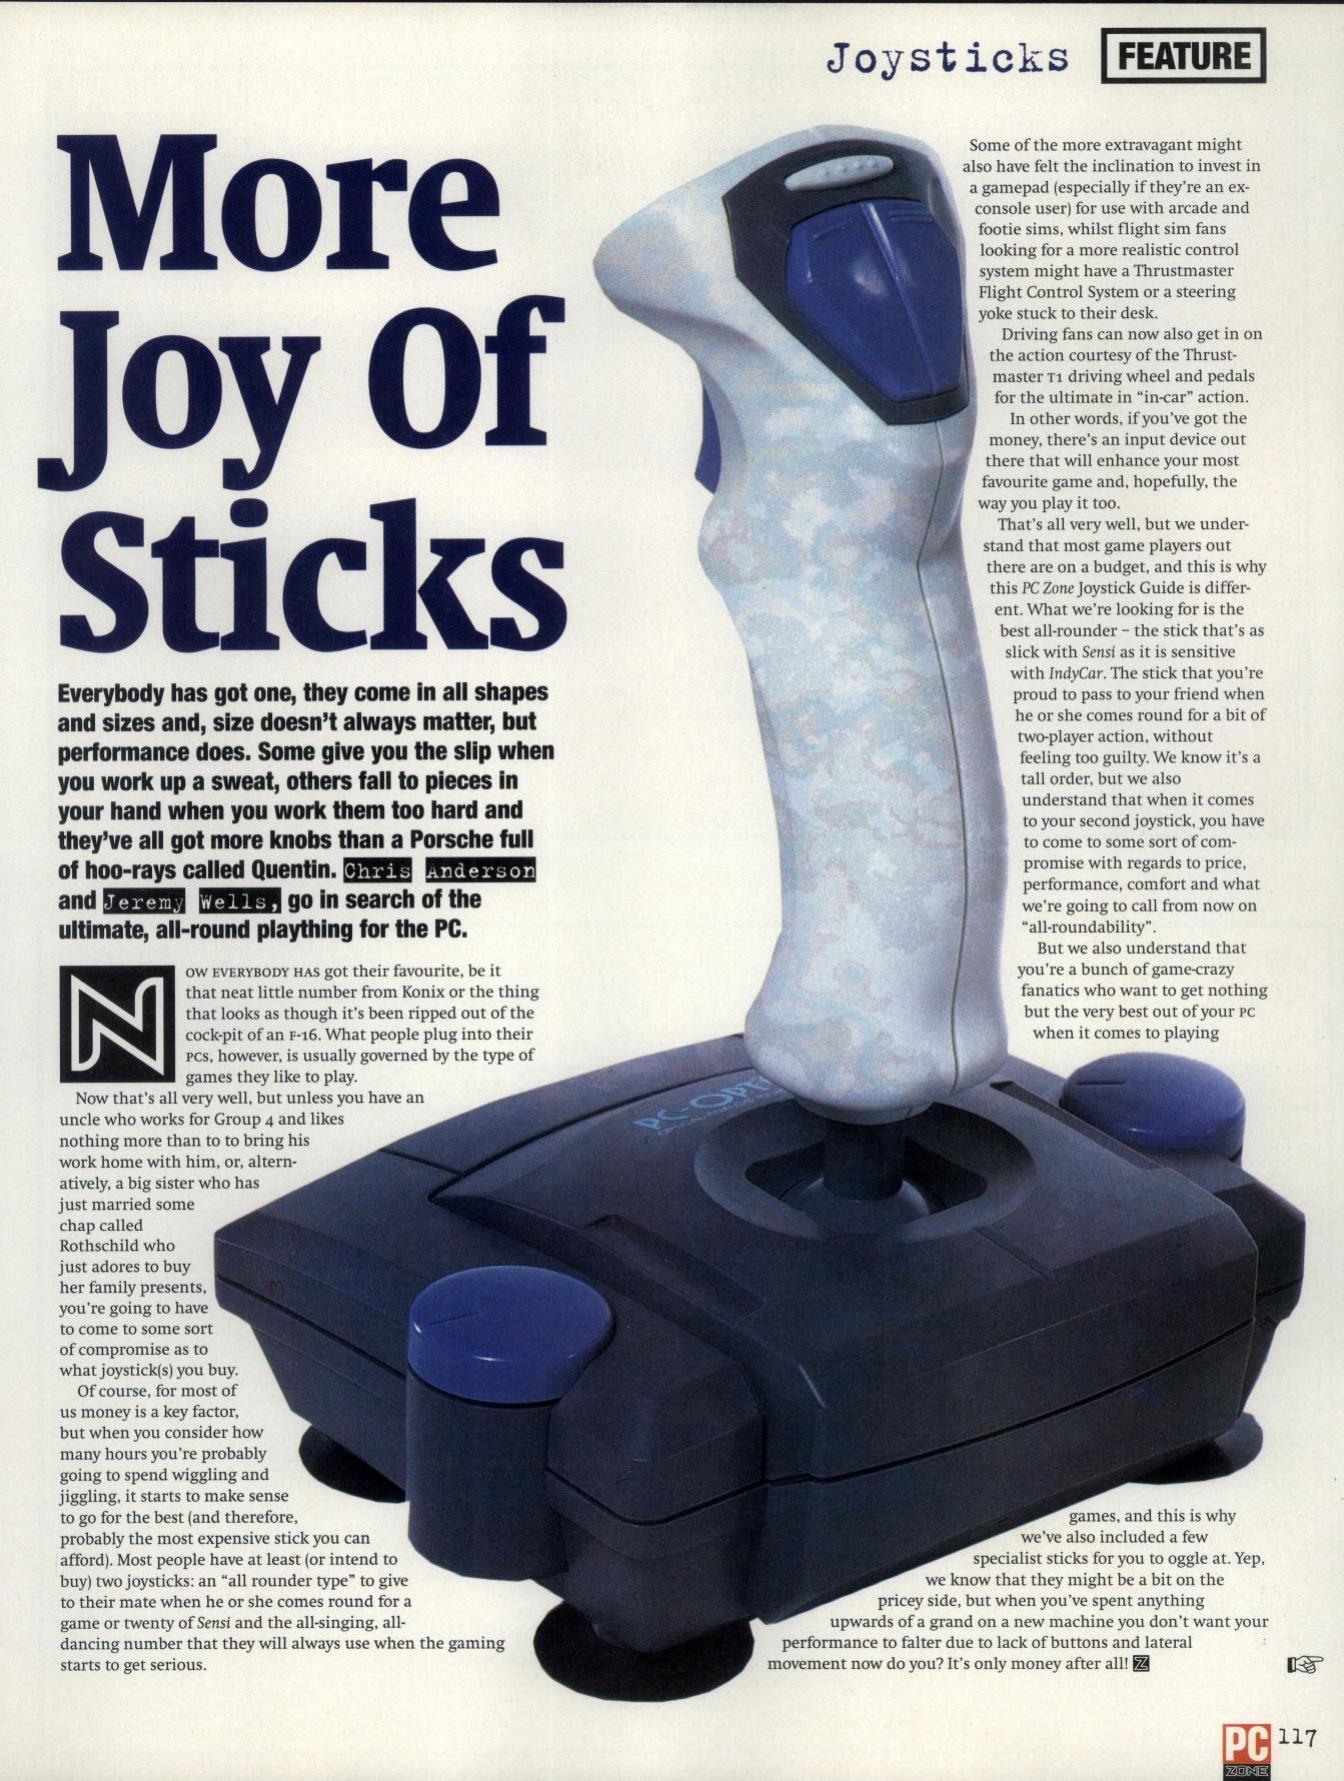 Joysticks FEATURE
More
Joy Of
Sticks
Everybody has got one, they come in all shapes
and sizes and, size doesn't always matter, but
performance does. Some give you the slip when
you work up a sweat, others fall to pieces in
your hand when you work them too hard and
they've all got more knobs than a Porsche full
of hoo-rays called Quentin. Chris Anderson
and Jeremy Wells, go in search of the
ultimate, all-round plaything for the PC.
NOW EVERYBODY HAS got their favourite, be it
that neat little number from Konix or the thing
that looks as though it's been ripped out of the
cock-pit of an F-16. What people plug into their
PCS, however, is usually governed by the type of
games they like to play.
Now that's all very well, but unless you have an
uncle who works for Group 4 and likes
nothing more than to to bring his
work home with him, or, altern-
atively, a big sister who has
just married some
chap called
Rothschild who
just adores to buy
her family presents,
you're going to have
to come to some sort
of compromise as to
what joystick(s) you buy.
Of course, for most of
us money is a key factor,
but when you consider how
many hours you're probably
going to spend wiggling and
jiggling, it starts to make sense
to go for the best (and therefore,
probably the most expensive stick you can
afford). Most people have at least (or intend to
buy) two joysticks: an "all rounder type" to give
to their mate when he or she comes round for a
game or twenty of Sensi and the all-singing, all-
dancing number that they will always use when the gaming
starts to get serious.
Some of the more extravagant might
also have felt the inclination to invest in
a gamepad (especially if they're an ex-
console user) for use with arcade and
footie sims, whilst flight sim fans
looking for a more realistic control
system might have a Thrustmaster
Flight Control System or a steering
yoke stuck to their desk.
Driving fans can now also get in on
the action courtesy of the Thrust-
master T1 driving wheel and pedals
for the ultimate in "in-car" action.
In other words, if you've got the
money, there's an input device out
there that will enhance your most
favourite game and, hopefully, the
way you play it too.
That's all very well, but we under-
stand that most game players out
there are on a budget, and this is why
this PC Zone Joystick Guide is differ-
ent. What we're looking for is the
best all-rounder – the stick that's as
slick with Sensi as it is sensitive
with IndyCar. The stick that you're
proud to pass to your friend when
he or she comes round for a bit of
two-player action, without
feeling too guilty. We know it's a
tall order, but we also
understand that when it comes
to your second joystick, you have
to come to some sort of com-
promise with regards to price,
performance, comfort and what
we're going to call from now on
"all-roundability".
But we also understand that
you're a bunch of game-crazy
fanatics who want to get nothing
but the very best out of your PC
when it comes to playing
games, and this is why
we've also included a few
specialist sticks for you to oggle at. Yep,
we know that they might be a bit on the
pricey side, but when you've spent anything
upwards of a grand on a new machine you don't want your
performance to falter due to lack of buttons and lateral
movement now do you? It's only money after all! Z
PC-OPT
PC
ZONE
117